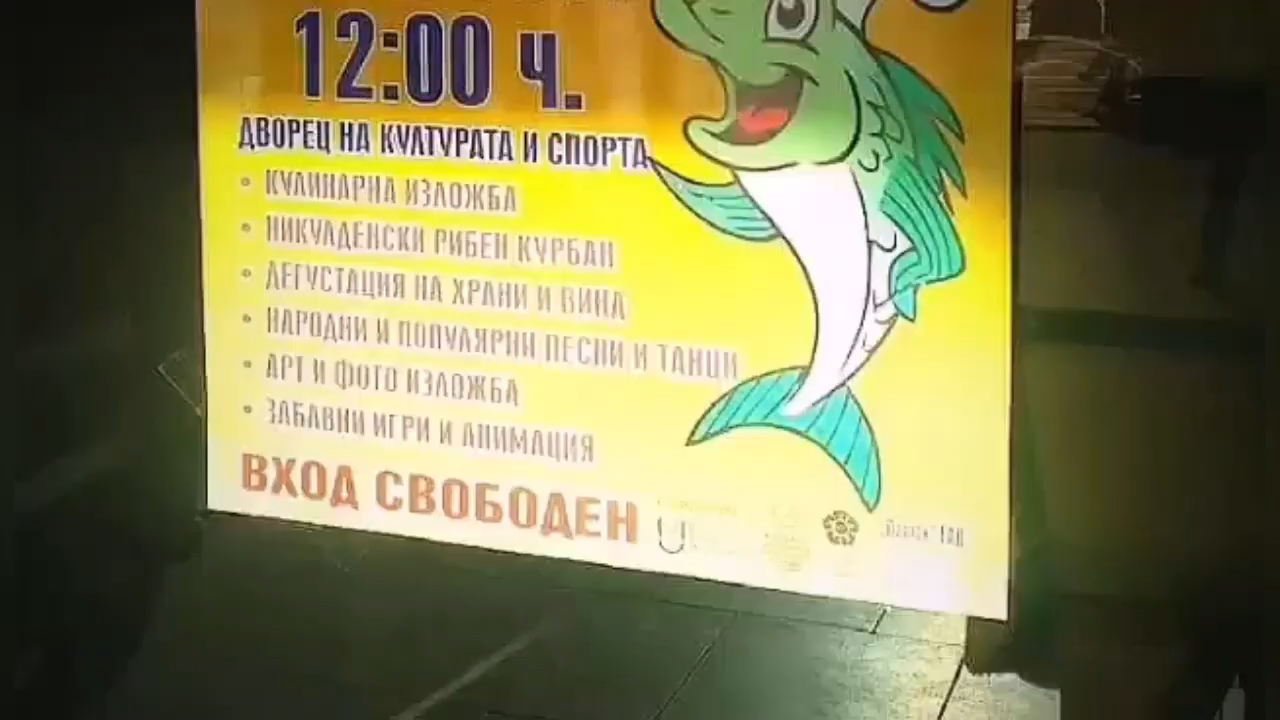 12:00 ч.
ДВОРЕЦ НА КУЛТУРАТА И СПОРТА
• КУЛИНАРНА ИЗЛОЖБА
• НИКУЛДЕНСКИ РИБЕН КУРБАН
• ДЕГУСТАЦИЯ НА ХРАНИ И ВИНА
• НАРОДНИ И ПОПУЛЯРНИ ПЕСНИ И ТАНЦИ
• АРТ И ФОТО ИЗЛОЖБА
• ЗАБАВНИ ИГРИ И АНИМАЦИЯ
ВХОД СВОБОДЕН